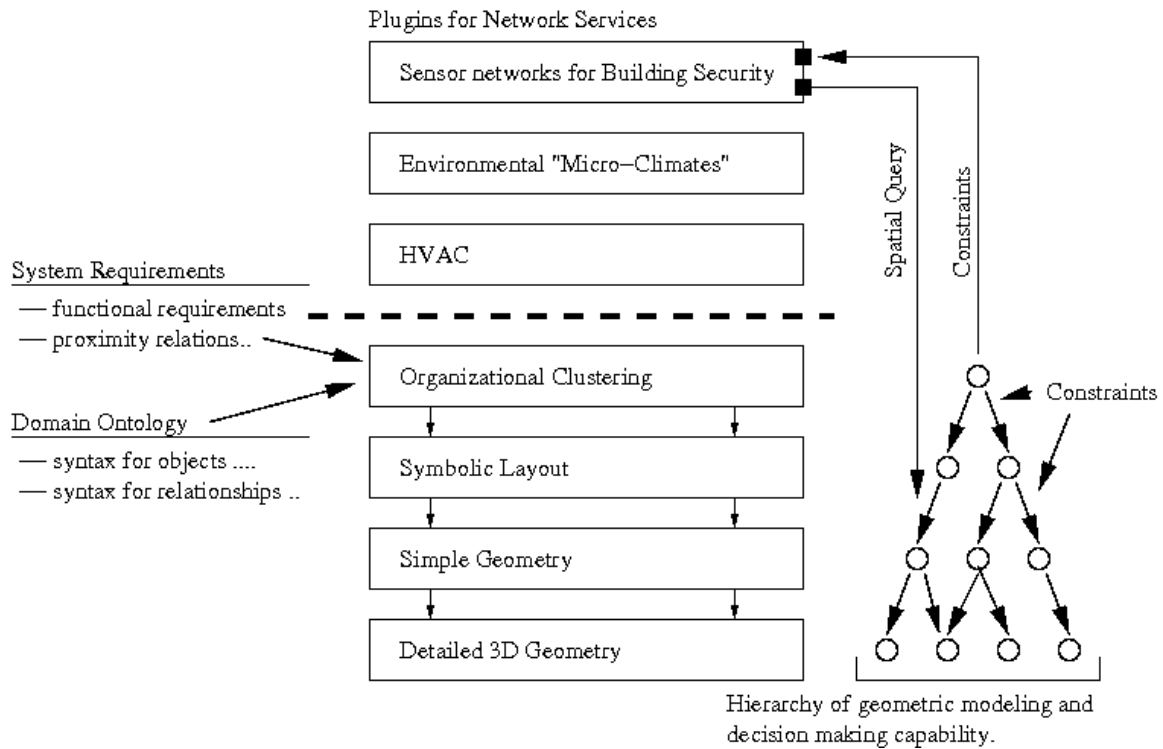 Plugins for Network Services
Sensor networks for Building Security
Environmental "Micro−Climates"
HVAC
Spatial Query
Constraints
System Requirements
— functional requirements
— proximity relations..
Organizational Clustering
Domain Ontology
— syntax for objects ....
— syntax for relationships ..
Symbolic Layout
Simple Geometry
Detailed 3D Geometry
Constraints
Hierarchy of geometric modeling and
decision making capability.